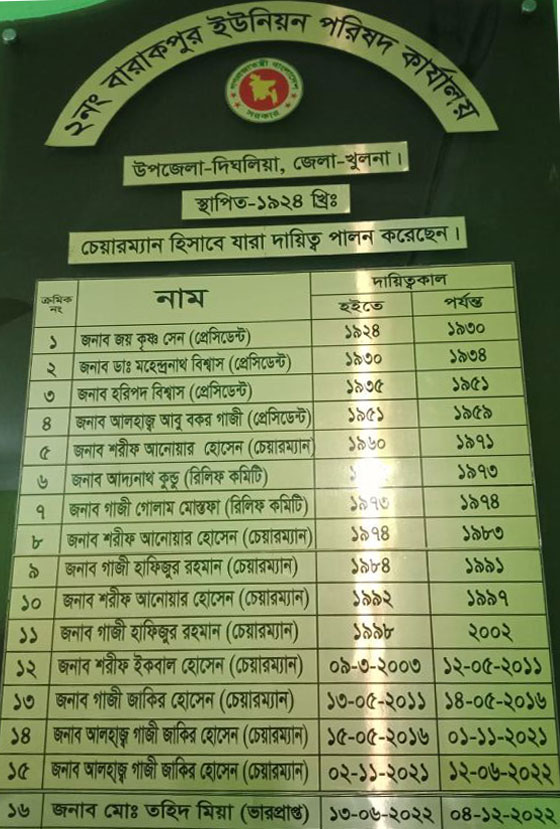 ২নং বারাকপুর ইউনিয়ন পরিষদ কার্যালয়
উপজেলা-দিঘলিয়া, জেলা-খুলনা।
স্থাপিত-১৯২৪ খ্রিঃ
চেয়ারম্যান হিসাবে যারা দায়িত্ব পালন করেছেন।
ক্রমিক নং নাম দায়িত্বকাল
হইতে পর্যন্ত
১ জনাব জয় কৃষ্ণ সেন (প্রেসিডেন্ট) ১৯২৪ ১৯৩০
২ জনাব ডাঃ মহেন্দ্রনাথ বিশ্বাস (প্রেসিডেন্ট) ১৯৩০ ১৯৩৪
৩ জনাব হরিপদ বিশ্বাস (প্রেসিডেন্ট) ১৯৩৫ ১৯৫১
৪ জনাব আলহাজ্ব আবু বকর গাজী (প্রেসিডেন্ট) ১৯৫১ ১৯৫৯
৫ জনাব শরীফ আনোয়ার হোসেন (চেয়ারম্যান) ১৯৬০ ১৯৭১
৬ জনাব আদ্যনাথ কুন্ডু (রিলিফ কমিটি) ১৯৭৩
৭ জনাব গাজী গোলাম মোস্তফা (রিলিফ কমিটি) ১৯৭৩ ১৯৭৪
৮ জনাব শরীফ আনোয়ার হোসেন (চেয়ারম্যান) ১৯৭৪ ১৯৮৩
৯ জনাব গাজী হাফিজুর রহমান (চেয়ারম্যান) ১৯৮৪ ১৯৯১
১০ জনাব শরীফ আনোয়ার হোসেন (চেয়ারম্যান) ১৯৯২ ১৯৯৭
১১ জনাব গাজী হাফিজুর রহমান (চেয়ারম্যান) ১৯৯৮ ২০০২
১২ জনাব শরীফ ইকবাল হোসেন (চেয়ারম্যান) ০৯-৩-২০০৩ ১২-০৫-২০১১
১৩ জনাব গাজী জাকির হোসেন (চেয়ারম্যান) ১৩-০৫-২০১১ ১৪-০৫-২০১৬
১৪ জনাব আলহাজ্ব গাজী জাকির হোসেন (চেয়ারম্যান) ১৫-০৫-২০১৬ ০১-১১-২০২১
১৫ জনাব আলহাজ্ব গাজী জাকির হোসেন (চেয়ারম্যান) ০২-১১-২০২১ ১২-০৬-২০২২
১৬ জনাব মোঃ তহিদ মিয়া (ভারপ্রাপ্ত) ১৩-০৬-২০২২ ০৪-১২-২০২২